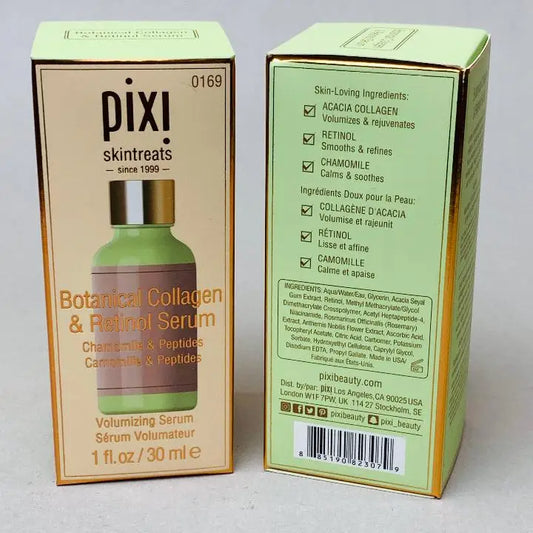 Botanical Collagen
& Retinol Serum
0169
pixi
skintreats
– since 1999 –
Botanical Collagen
& Retinol Serum
Chamomile & Peptides
Camomille & Peptides
Volumizing Serum
Sérum Volumateur
1 fl.oz/30 ml e
Skin-Loving Ingredients:
ACACIA COLLAGEN
Volumizes & rejuvenates
RETINOL
Smooths & refines
CHAMOMILE
Calms & soothes
Ingrédients Doux pour la Peau:
COLLAGÈNE D'ACACIA
Volumise et rajeunit
RÉTINOL
Lisse et affine
CAMOMILLE
Calme et apaise
INGREDIENTS: Aqua/Water/Eau, Glycerin, Acacia Seyal
Gum Extract, Retinol, Methyl Methacrylate/Glycol
Dimethacrylate Crosspolymer, Acetyl Heptapeptide-4,
Niacinamide, Rosmarinus Officinalis (Rosemary)
Extract, Anthemis Nobilis Flower Extract, Ascorbic Acid,
Tocopheryl Acetate, Citric Acid, Carbomer, Potassium
Sorbate, Hydroxyethyl Cellulose, Caprylyl Glycol,
Disodium EDTA, Propyl Gallate. Made in USA/
Fabriqué aux États-Unis.
pixibeauty.com
Dist. by/par: pixi Los Angeles, CA 90025 USA
London W1F 7PW, UK 114 27 Stockholm, SE
pixibeauty pixi_beauty
8 85190 82307 9